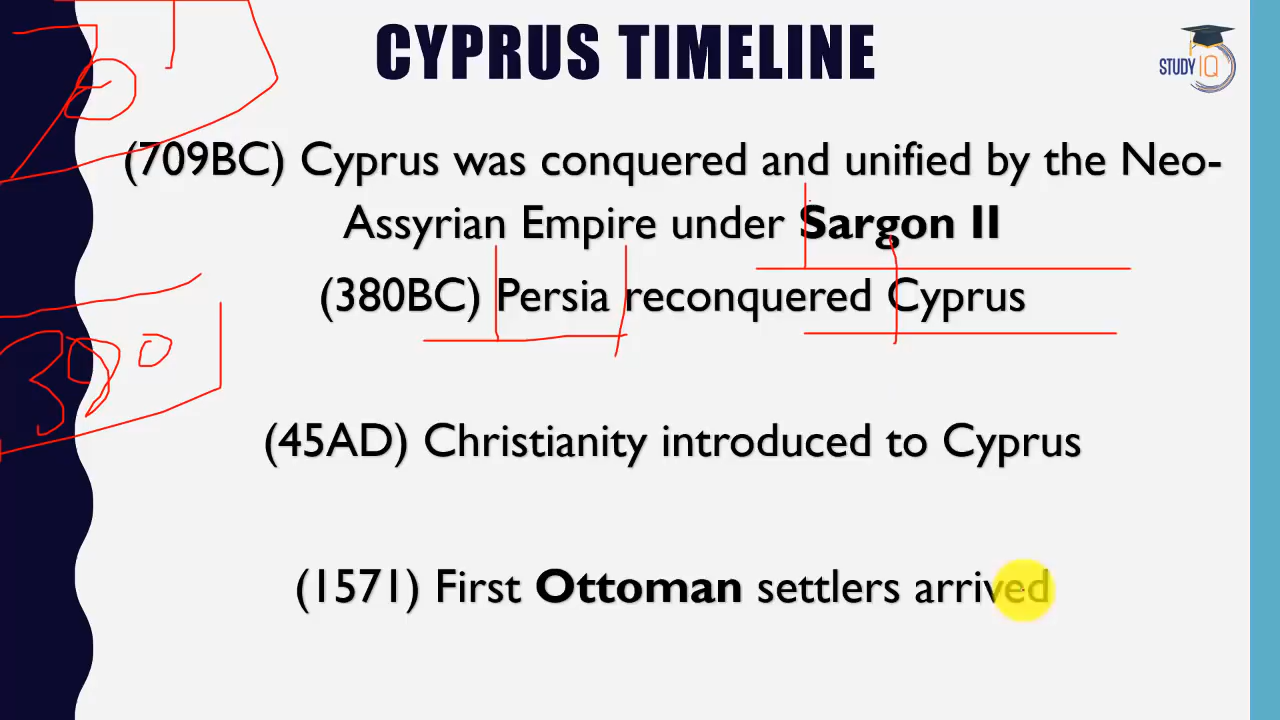 CYPRUS TIMELINE
STUDY IQ
(709BC) Cyprus was conquered and unified by the Neo-
Assyrian Empire under Sargon II
(380BC) Persia reconquered Cyprus
(45AD) Christianity introduced to Cyprus
(1571) First Ottoman settlers arrived